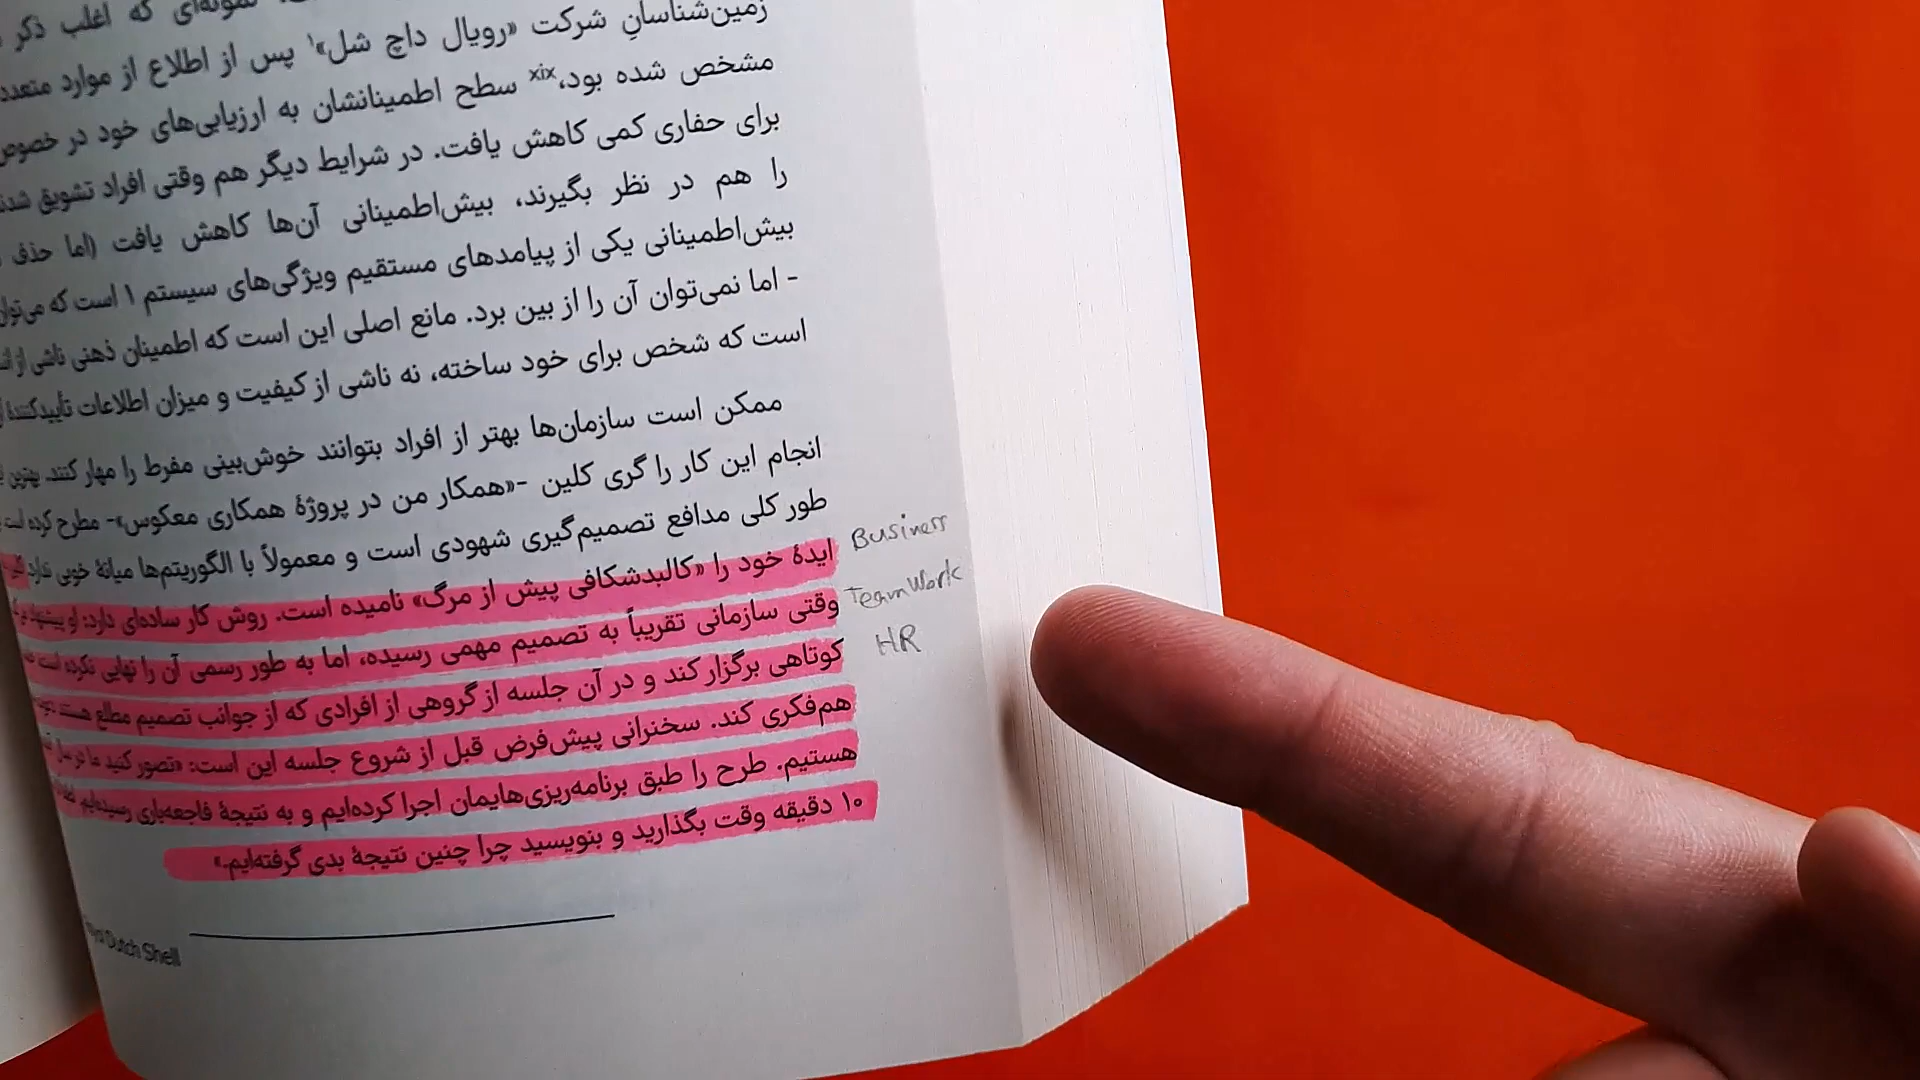 نمونه‌ای که اغلب ذکر
زمین‌شناسانِ شرکت «رویال داچ شل»¹ پس از اطلاع از موارد متعدد
مشخص شده بود،xix سطح اطمینانشان به ارزیابی‌های خود در خصوص
برای حفاری کمی کاهش یافت. در شرایط دیگر هم وقتی افراد تشویق شدند
را هم در نظر بگیرند، بیش‌اطمینانی آن‌ها کاهش یافت (اما حذف
بیش‌اطمینانی یکی از پیامدهای مستقیم ویژگی‌های سیستم ۱ است که می‌توان
- اما نمی‌توان آن را از بین برد. مانع اصلی این است که اطمینان ذهنی ناشی از
است که شخص برای خود ساخته، نه ناشی از کیفیت و میزان اطلاعات تأییدکنندهٔ
ممکن است سازمان‌ها بهتر از افراد بتوانند خوش‌بینی مفرط را مهار کنند. بهترین
انجام این کار را گری کلین -«همکار من در پروژهٔ همکاری معکوس»- مطرح کرده است
طور کلی مدافع تصمیم‌گیری شهودی است و معمولاً با الگوریتم‌ها میانهٔ خوبی ندارد
ایدهٔ خود را «کالبدشکافی پیش از مرگ» نامیده است. روش کار ساده‌ای دارد: او پیشنهاد
وقتی سازمانی تقریباً به تصمیم مهمی رسیده، اما به طور رسمی آن را نهایی نکرده است
کوتاهی برگزار کند و در آن جلسه از گروهی از افرادی که از جوانب تصمیم مطلع هستند
هم‌فکری کند. سخنرانی پیش‌فرض قبل از شروع جلسه این است: «تصور کنید ما در سال
هستیم. طرح را طبق برنامه‌ریزی‌هایمان اجرا کرده‌ایم و به نتیجهٔ فاجعه‌باری رسیده‌ایم.
۱۰ دقیقه وقت بگذارید و بنویسید چرا چنین نتیجهٔ بدی گرفته‌ایم.»
Business
TeamWork
HR
Dutch Shell